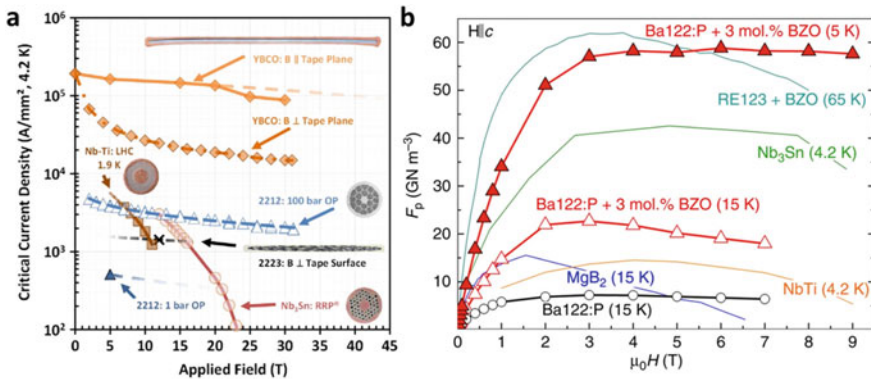 a
Critical Current Density (A/mm², 4.2 K)
10⁶
10⁵
10⁴
10³
10²
YBCO: B ∥ Tape Plane
YBCO: B ⊥ Tape Plane
Nb-Ti: LHC
1.9 K
2212: 100 bar OP
2223: B ⊥ Tape Surface
2212: 1 bar OP
Nb₃Sn: RRP®
0 5 10 15 20 25 30 35 40 45
Applied Field (T)
b
Fₚ (GN m⁻³)
60
50
40
30
20
10
H∥c
Ba122:P + 3 mol.% BZO (5 K)
RE123 + BZO (65 K)
Nb₃Sn (4.2 K)
Ba122:P + 3 mol.% BZO (15 K)
MgB₂ (15 K)
NbTi (4.2 K)
Ba122:P (15 K)
0 1 2 3 4 5 6 7 8 9
μ₀H (T)